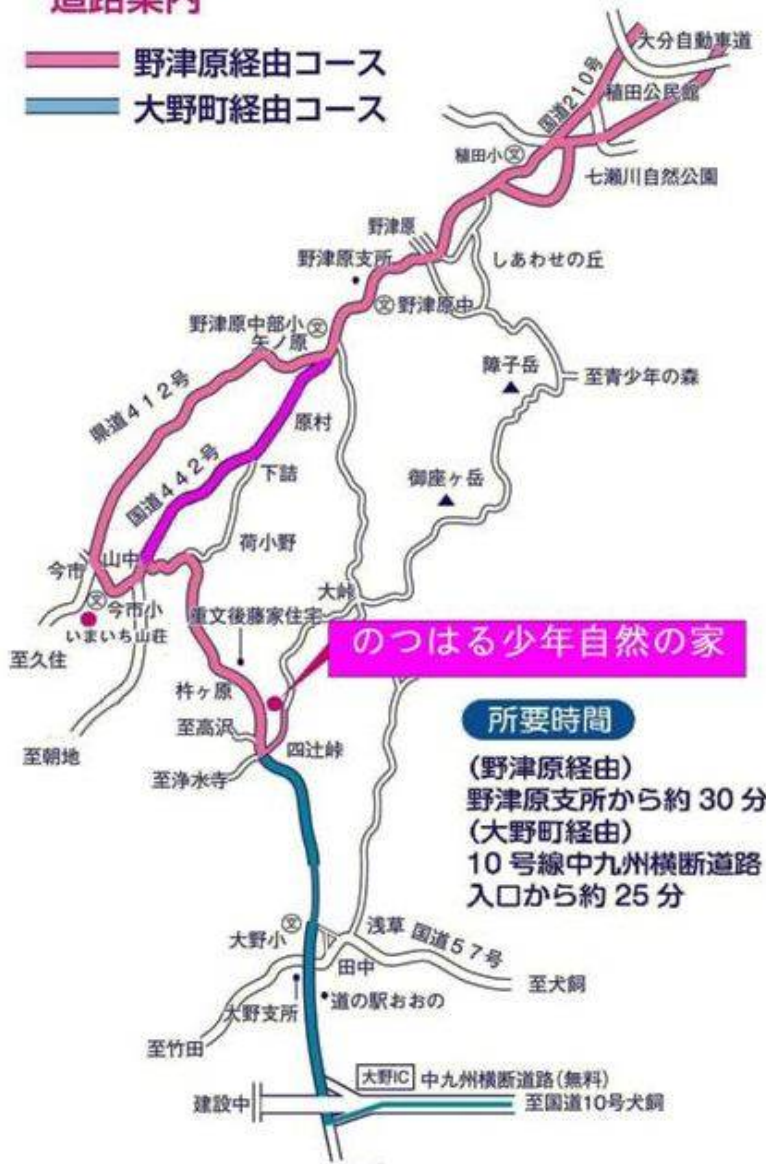 道路案内
野津原経由コース
大野町経由コース
大分自動車道
国道210号
稙田公民館
稙田小
文
七瀬川自然公園
野津原
野津原支所
しあわせの丘
文
野津原中
野津原中部小
文
矢ノ原
障子岳
至青少年の森
県道412号
原村
国道442号
下詰
御座ヶ岳
荷小野
今市
山中
大峠
文
今市小
いまいち山荘
重文後藤家住宅
至久住
のつはる少年自然の家
杵ヶ原
至高沢
四辻峠
至朝地
至浄水寺
所要時間
(野津原経由)
野津原支所から約30分
(大野町経由)
10号線中九州横断道路
入口から約25分
文
大野小
浅草
国道57号
田中
至犬飼
大野支所
道の駅おおの
至竹田
大野IC
中九州横断道路(無料)
建設中
至国道10号犬飼